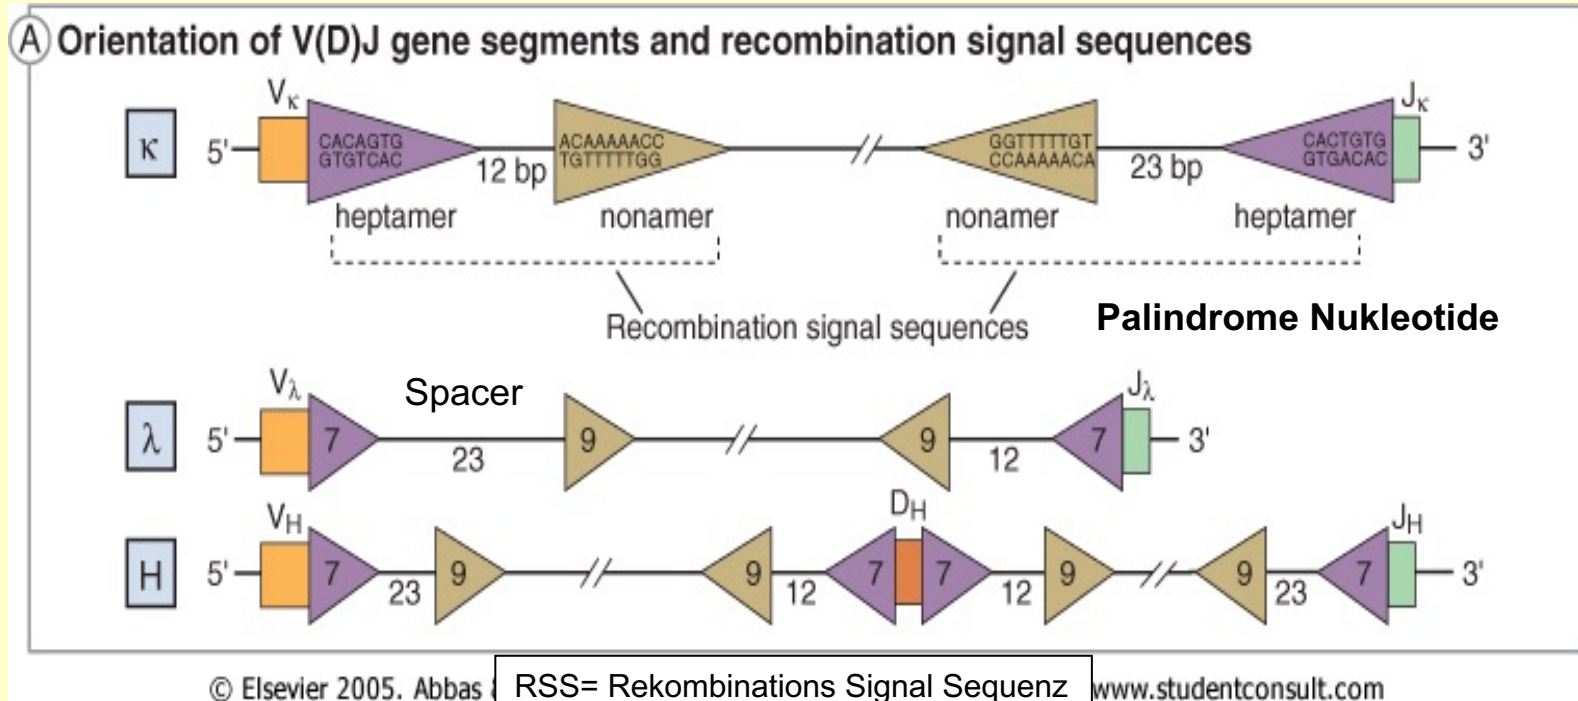 A Orientation of V(D)J gene segments and recombination signal sequences
Vκ Jκ
κ 5' CACAGTG ACAAAAACC GGTTTTTGT CACTGTG 3'
GTGTCAC TGTTTTTGG CCAAAAACA GTGACAC
12 bp 23 bp
heptamer nonamer nonamer heptamer
Recombination signal sequences Palindrome Nukleotide
Vλ Spacer Jλ
λ 5' 7 9 9 7 3'
23 12
VH DH JH
H 5' 7 9 9 7 7 9 9 7 3'
23 12 12 23
© Elsevier 2005. Abbas RSS= Rekombinations Signal Sequenz www.studentconsult.com